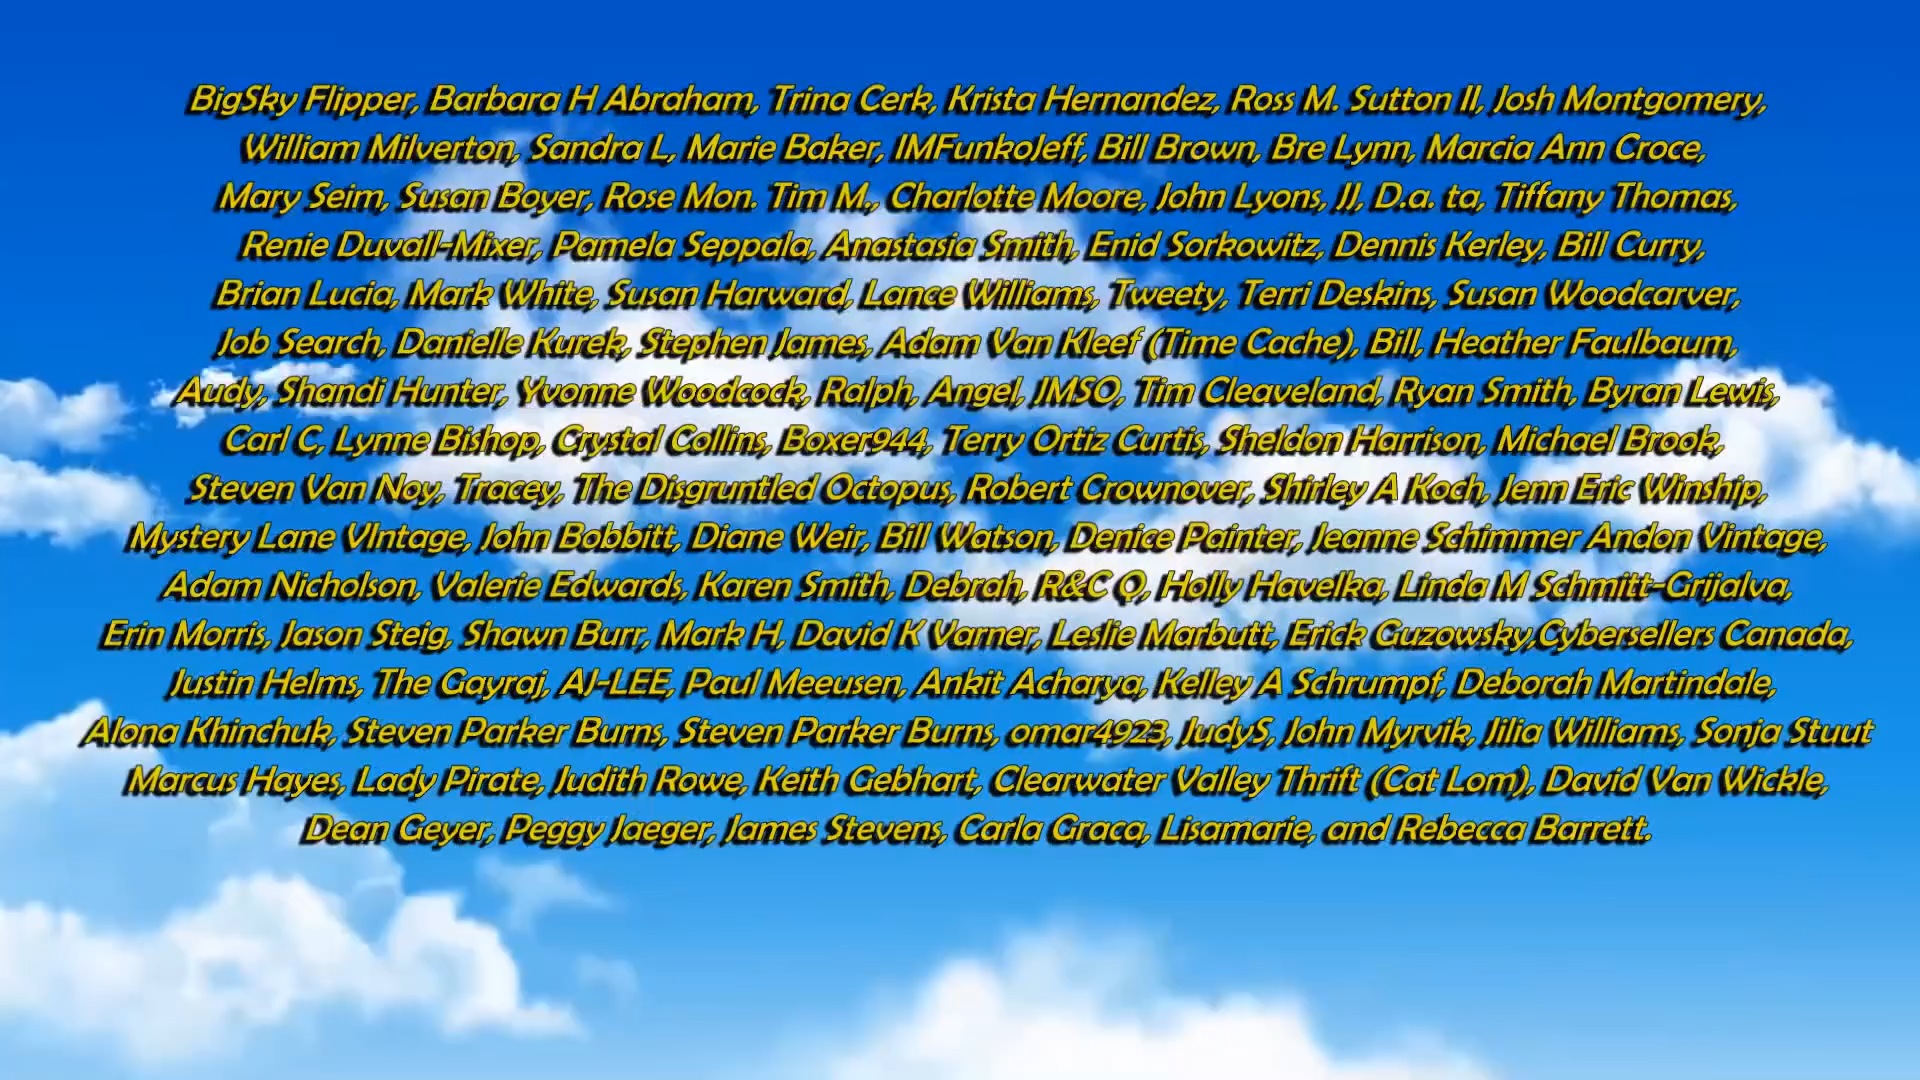 BigSky Flipper, Barbara H Abraham, Trina Cerk, Krista Hernandez, Ross M. Sutton II, Josh Montgomery,
William Milverton, Sandra L, Marie Baker, IMFunkoJeff, Bill Brown, Bre Lynn, Marcia Ann Croce,
Mary Seim, Susan Boyer, Rose Mon. Tim M., Charlotte Moore, John Lyons, JJ, D.a. ta, Tiffany Thomas,
Renie Duvall-Mixer, Pamela Seppala, Anastasia Smith, Enid Sorkowitz, Dennis Kerley, Bill Curry,
Brian Lucia, Mark White, Susan Harward, Lance Williams, Tweety, Terri Deskins, Susan Woodcarver,
Job Search, Danielle Kurek, Stephen James, Adam Van Kleef (Time Cache), Bill, Heather Faulbaum,
Audy, Shandi Hunter, Yvonne Woodcock, Ralph, Angel, JMSO, Tim Cleaveland, Ryan Smith, Byran Lewis,
Carl C, Lynne Bishop, Crystal Collins, Boxer944, Terry Ortiz Curtis, Sheldon Harrison, Michael Brook,
Steven Van Noy, Tracey, The Disgruntled Octopus, Robert Crownover, Shirley A Koch, Jenn Eric Winship,
Mystery Lane VIntage, John Bobbitt, Diane Weir, Bill Watson, Denice Painter, Jeanne Schimmer Andon Vintage,
Adam Nicholson, Valerie Edwards, Karen Smith, Debrah, R&C Q, Holly Havelka, Linda M Schmitt-Grijalva,
Erin Morris, Jason Steig, Shawn Burr, Mark H, David K Varner, Leslie Marbutt, Erick Guzowsky,Cybersellers Canada,
Justin Helms, The Gayraj, AJ-LEE, Paul Meeusen, Ankit Acharya, Kelley A Schrumpf, Deborah Martindale,
Alona Khinchuk, Steven Parker Burns, Steven Parker Burns, omar4923, JudyS, John Myrvik, Jilia Williams, Sonja Stuut
Marcus Hayes, Lady Pirate, Judith Rowe, Keith Gebhart, Clearwater Valley Thrift (Cat Lom), David Van Wickle,
Dean Geyer, Peggy Jaeger, James Stevens, Carla Graca, Lisamarie, and Rebecca Barrett.